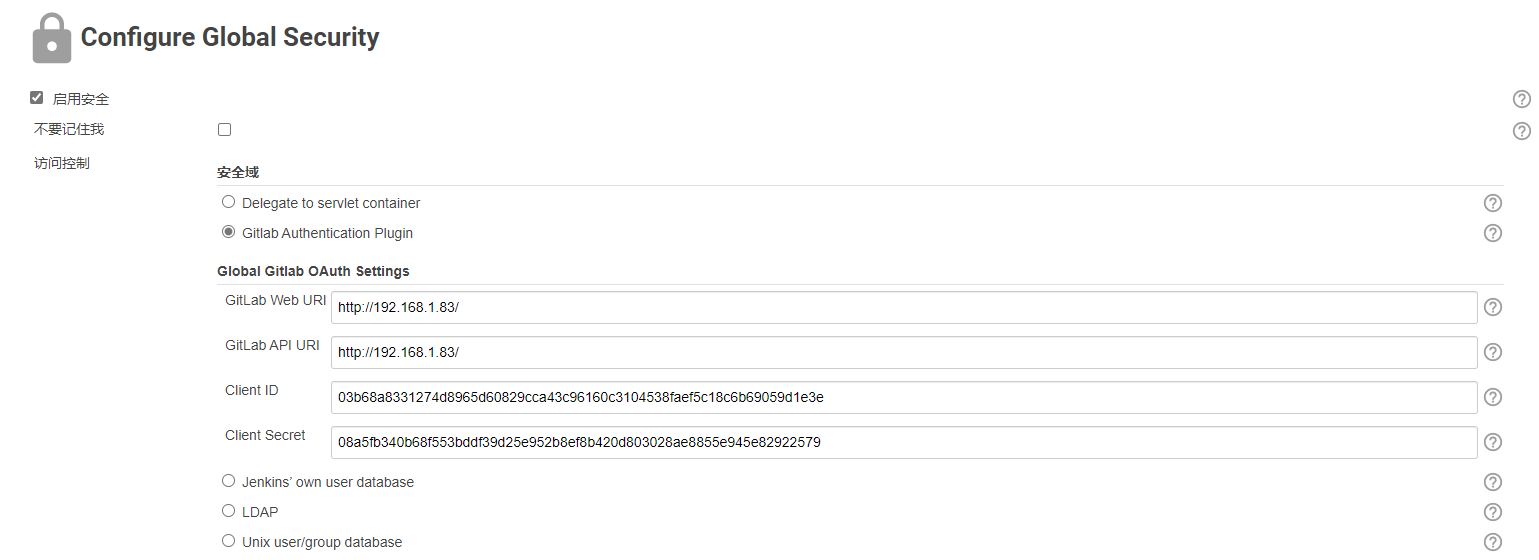 Configure Global Security
启用安全
不要记住我
访问控制
安全域
Delegate to servlet container
Gitlab Authentication Plugin
Global Gitlab OAuth Settings
GitLab Web URI http://192.168.1.83/
GitLab API URI http://192.168.1.83/
Client ID 03b68a8331274d8965d60829cca43c96160c3104538faef5c18c6b69059d1e3e
Client Secret 08a5fb340b68f553bddf39d25e952b8ef8b420d803028ae8855e945e82922579
Jenkins’ own user database
LDAP
Unix user/group database